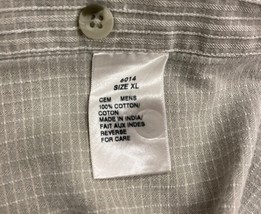 6014
SIZE XL
CEM MENS
100% COTTON/
COTON
MADE IN INDIA/
FAIT AUX INDES
REVERSE
FOR CARE